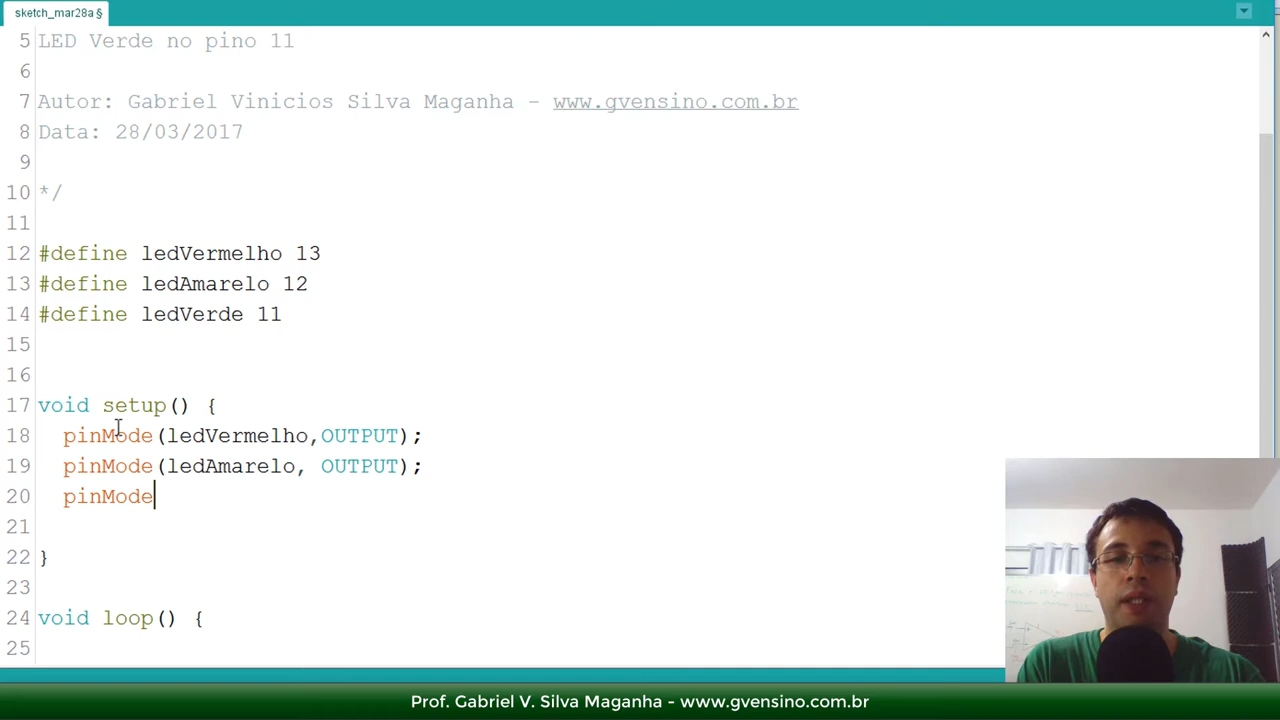 sketch_mar28a §
5 LED Verde no pino 11
6
7 Autor: Gabriel Vinicios Silva Maganha - www.gvensino.com.br
8 Data: 28/03/2017
9
10 */
11
12 #define ledVermelho 13
13 #define ledAmarelo 12
14 #define ledVerde 11
15
16
17 void setup() {
18 pinMode(ledVermelho,OUTPUT);
19 pinMode(ledAmarelo, OUTPUT);
20 pinMode
21
22 }
23
24 void loop() {
25
Prof. Gabriel V. Silva Maganha - www.gvensino.com.br